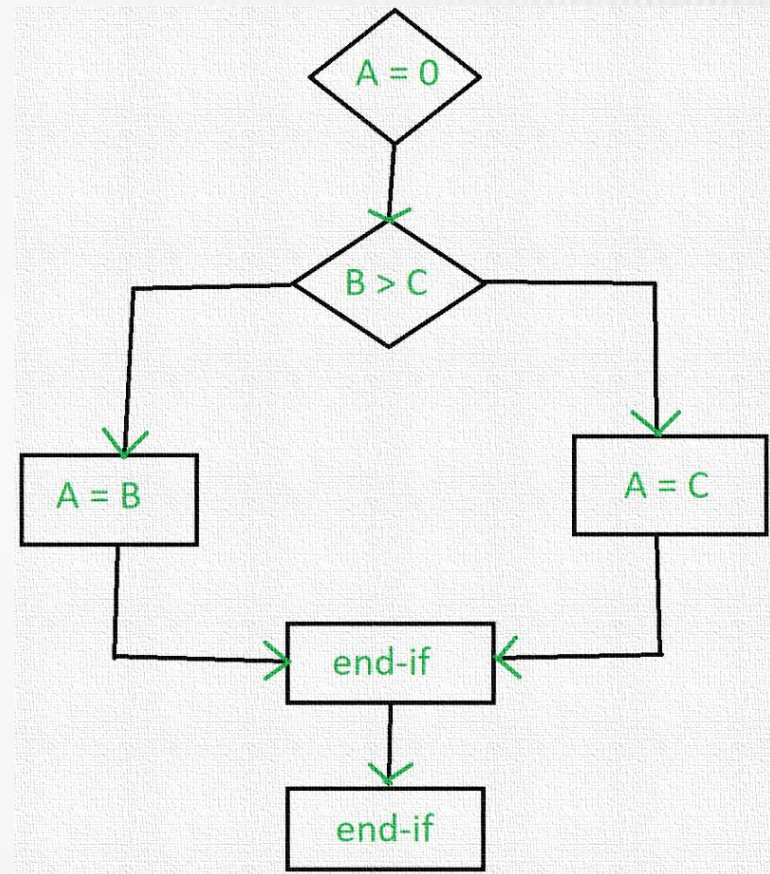 A = 0
B > C
A = B
A = C
end-if
end-if